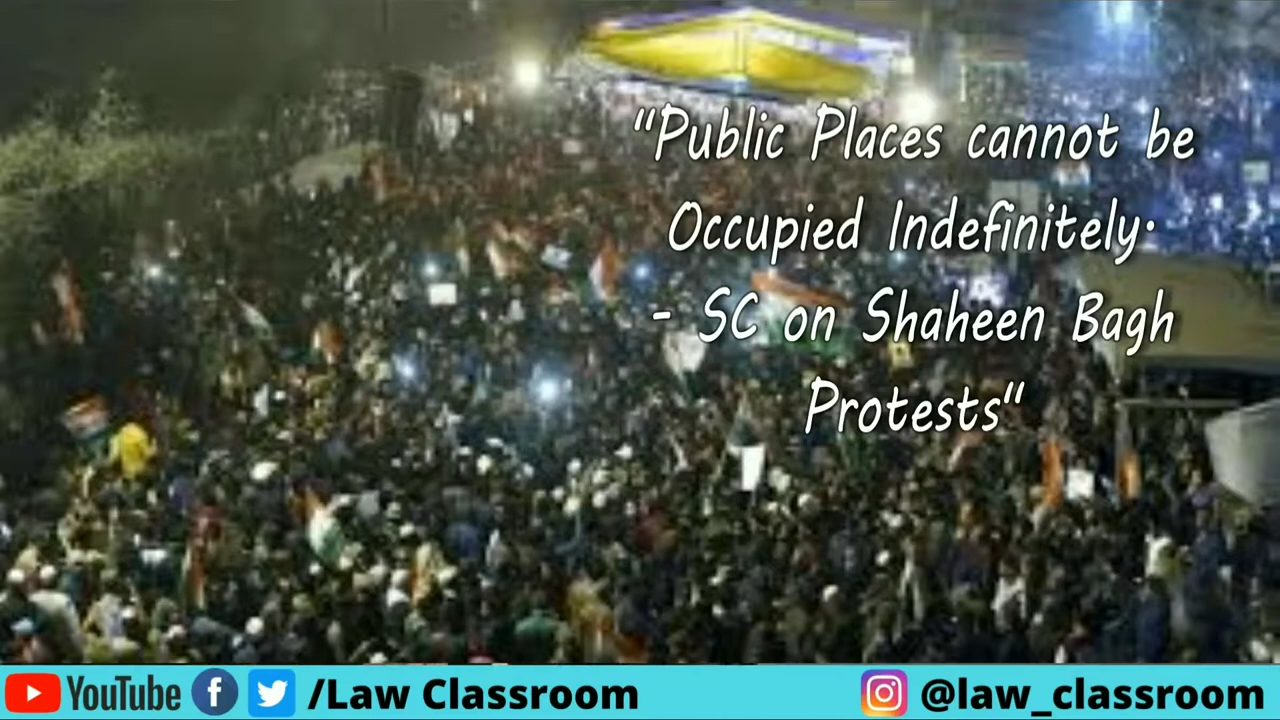 "Public Places cannot be
Occupied Indefinitely.
- SC on Shaheen Bagh
Protests"
YouTube /Law Classroom
@law_classroom